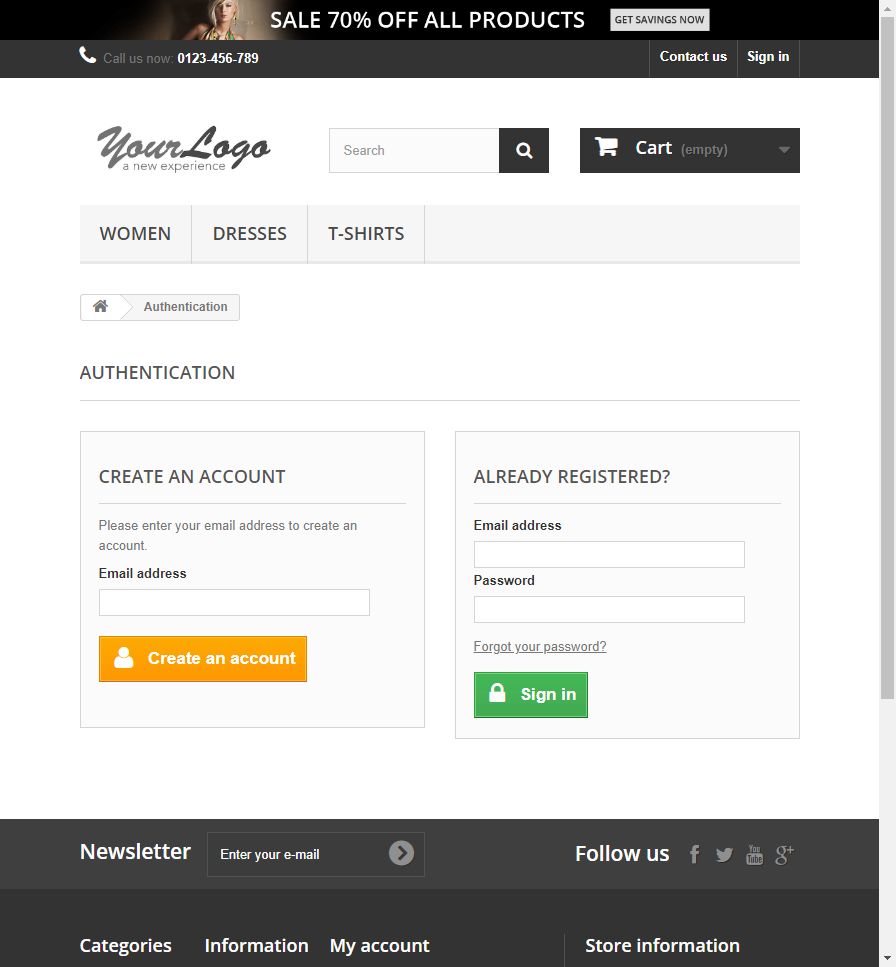 SALE 70% OFF ALL PRODUCTS
GET SAVINGS NOW
Call us now: 0123-456-789
Contact us
Sign in
YourLogo
a new experience
Search
Cart (empty)
WOMEN
DRESSES
T-SHIRTS
Authentication
AUTHENTICATION
CREATE AN ACCOUNT
Please enter your email address to create an
account.
Email address
Create an account
ALREADY REGISTERED?
Email address
Password
Forgot your password?
Sign in
Newsletter
Enter your e-mail
Follow us
You
Tube
Categories
Information
My account
Store information